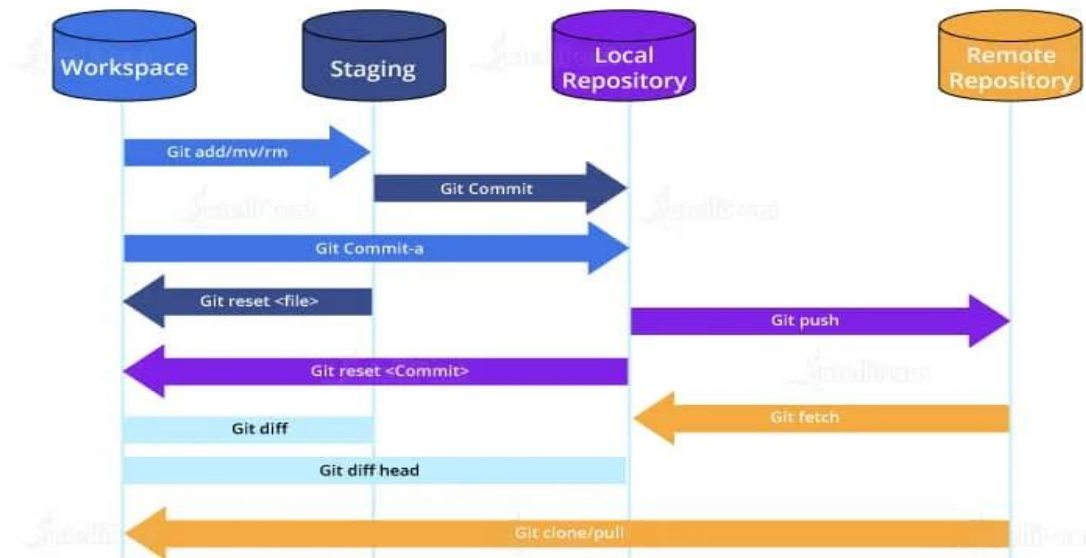 Workspace
Staging
Local
Repository
Remote
Repository
Git add/mv/rm
Git Commit
Git Commit-a
Git reset <file>
Git push
Git reset <Commit>
Git fetch
Git diff
Git diff head
Git clone/pull